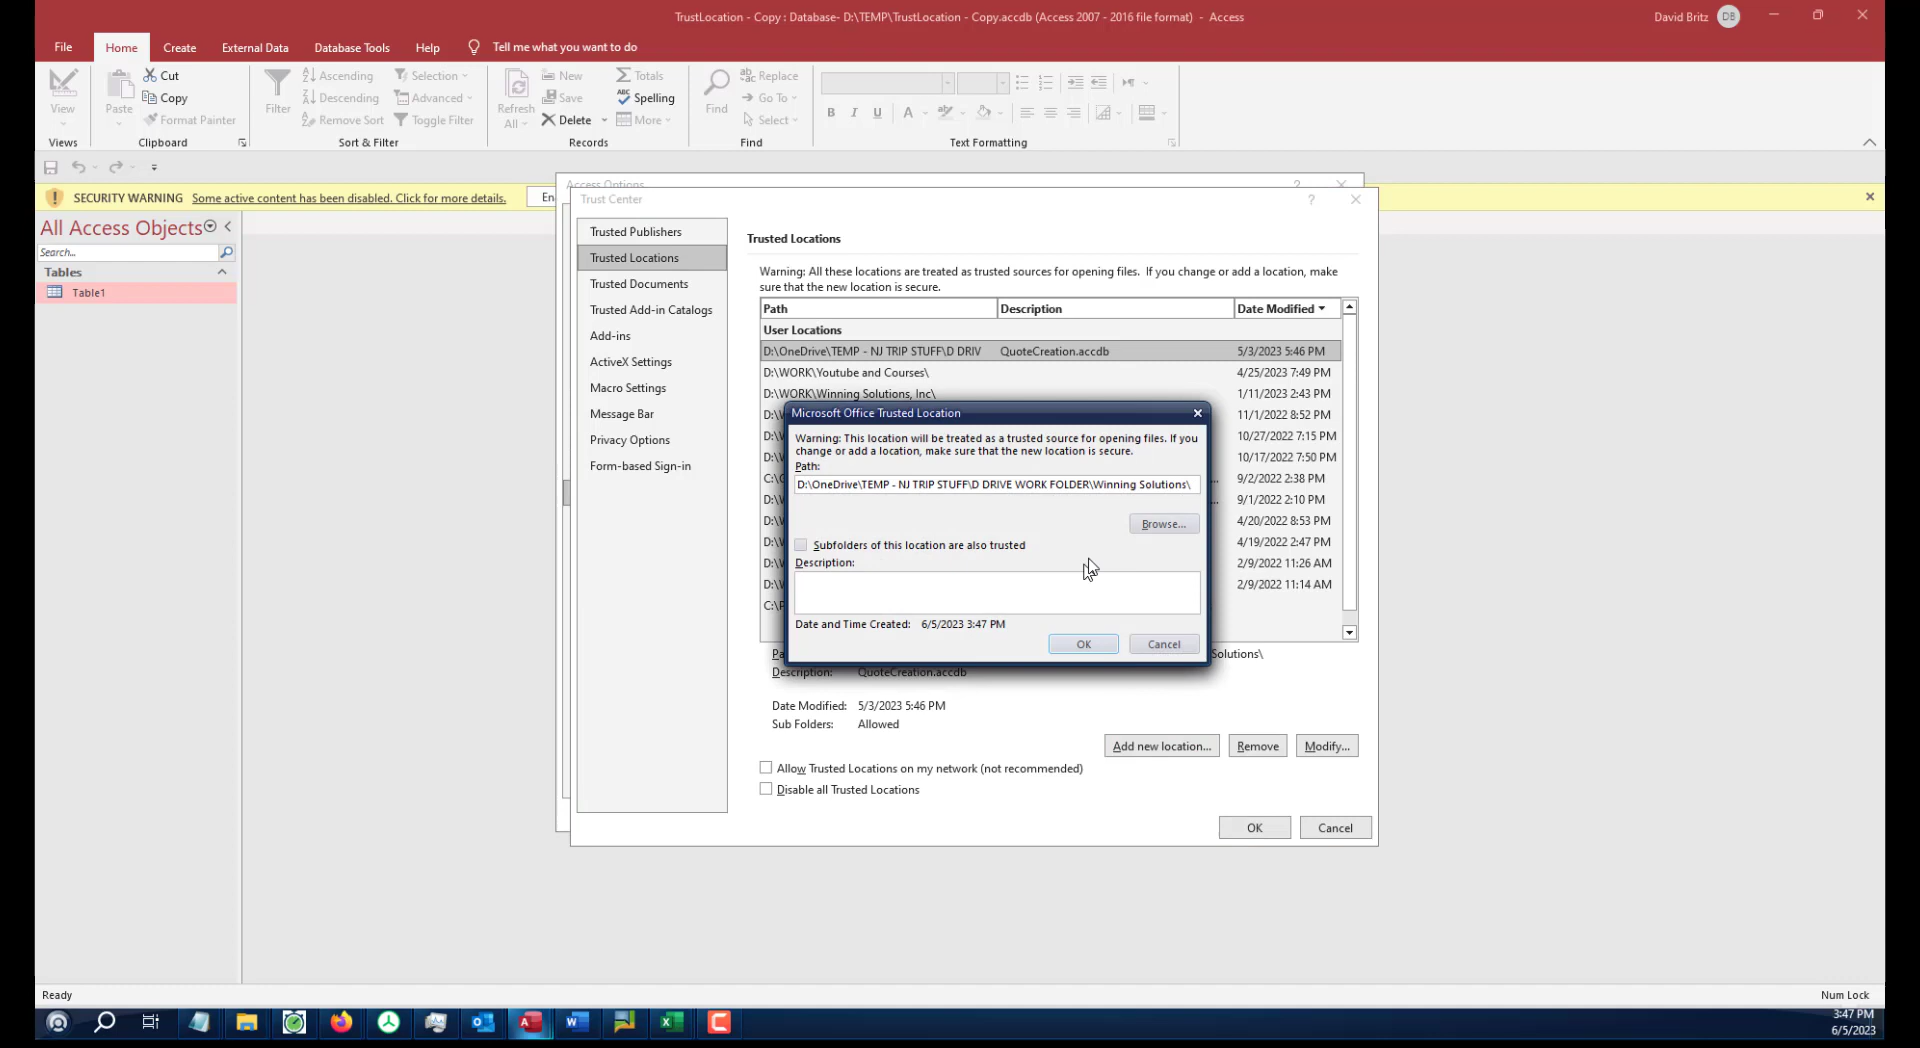 TrustLocation - Copy : Database- D:\TEMP\TrustLocation - Copy.accdb (Access 2007 - 2016 file format) - Access
David Britz DB
File Home Create External Data Database Tools Help Tell me what you want to do
View
Paste
Cut
Copy
Format Painter
Filter
Ascending
Descending
Remove Sort
Selection
Advanced
Toggle Filter
Refresh All
New
Save
Delete
Totals
Spelling
More
Find
Replace
Go To
Select
B I U A
Views Clipboard Sort & Filter Records Find Text Formatting
SECURITY WARNING Some active content has been disabled. Click for more details. En
All Access Objects
Search...
Tables
Table1
Access Options
Trust Center
Trusted Publishers
Trusted Locations
Trusted Documents
Trusted Add-in Catalogs
Add-ins
ActiveX Settings
Macro Settings
Message Bar
Privacy Options
Form-based Sign-in
Trusted Locations
Warning: All these locations are treated as trusted sources for opening files. If you change or add a location, make
sure that the new location is secure.
Path Description Date Modified
User Locations
D:\OneDrive\TEMP - NJ TRIP STUFF\D DRIV QuoteCreation.accdb 5/3/2023 5:46 PM
D:\WORK\Youtube and Courses\ 4/25/2023 7:49 PM
D:\WORK\Winning Solutions, Inc\ 1/11/2023 2:43 PM
D:\ 11/1/2022 8:52 PM
D:\ 10/27/2022 7:15 PM
D:\ 10/17/2022 7:50 PM
C:\ ... 9/2/2022 2:38 PM
D:\ ... 9/1/2022 2:10 PM
D:\ 4/20/2022 8:53 PM
D:\ 4/19/2022 2:47 PM
D:\ 2/9/2022 11:26 AM
D:\ 2/9/2022 11:14 AM
C:\
Microsoft Office Trusted Location
Warning: This location will be treated as a trusted source for opening files. If you
change or add a location, make sure that the new location is secure.
Path:
D:\OneDrive\TEMP - NJ TRIP STUFF\D DRIVE WORK FOLDER\Winning Solutions\
Browse...
Subfolders of this location are also trusted
Description:
Date and Time Created: 6/5/2023 3:47 PM
OK Cancel
Solutions\
Description: QuoteCreation.accdb
Date Modified: 5/3/2023 5:46 PM
Sub Folders: Allowed
Add new location... Remove Modify...
Allow Trusted Locations on my network (not recommended)
Disable all Trusted Locations
OK Cancel
Ready Num Lock
3:47 PM
6/5/2023